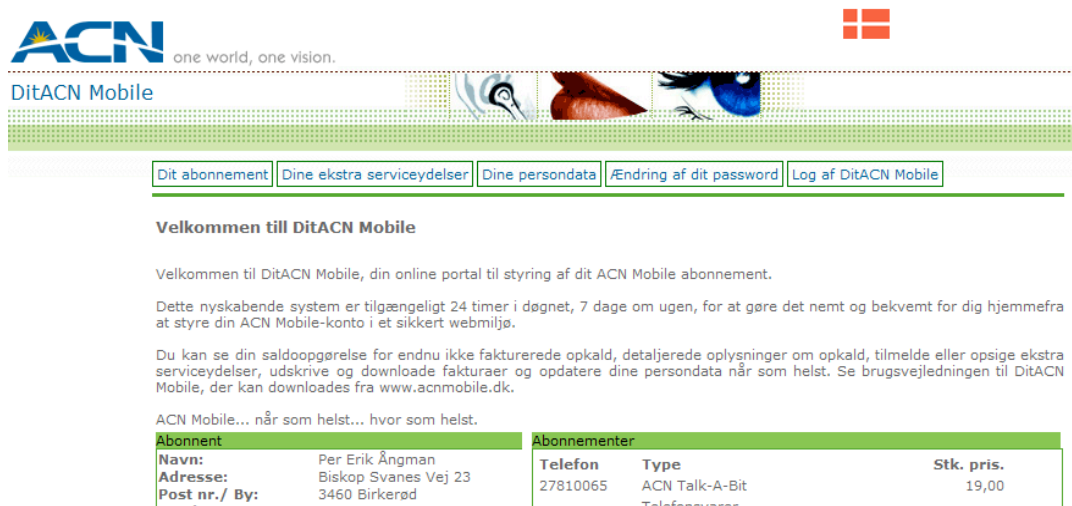 ACN one world, one vision.
DitACN Mobile
Dit abonnement Dine ekstra serviceydelser Dine persondata Ændring af dit password Log af DitACN Mobile
Velkommen till DitACN Mobile
Velkommen til DitACN Mobile, din online portal til styring af dit ACN Mobile abonnement.
Dette nyskabende system er tilgængeligt 24 timer i døgnet, 7 dage om ugen, for at gøre det nemt og bekvemt for dig hjemmefra
at styre din ACN Mobile-konto i et sikkert webmiljø.
Du kan se din saldoopgørelse for endnu ikke fakturerede opkald, detaljerede oplysninger om opkald, tilmelde eller opsige ekstra
serviceydelser, udskrive og downloade fakturaer og opdatere dine persondata når som helst. Se brugsvejledningen til DitACN
Mobile, der kan downloades fra www.acnmobile.dk.
ACN Mobile... når som helst... hvor som helst.
Abonnent
Navn: Per Erik Ångman
Adresse: Biskop Svanes Vej 23
Post nr./ By: 3460 Birkerød
Abonnementer
Telefon Type Stk. pris.
27810065 ACN Talk-A-Bit 19,00